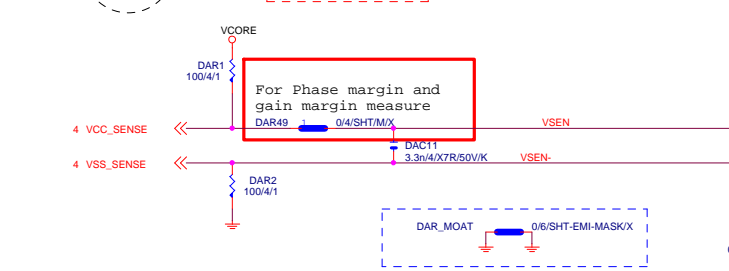 VCORE
DAR1
100/4/1
For Phase margin and
gain margin measure
DAR49 1 0/4/SHT/M/X
4 VCC_SENSE
VSEN
DAC11
3.3n/4/X7R/50V/K
4 VSS_SENSE
VSEN-
DAR2
100/4/1
DAR_MOAT 0/6/SHT-EMI-MASK/X